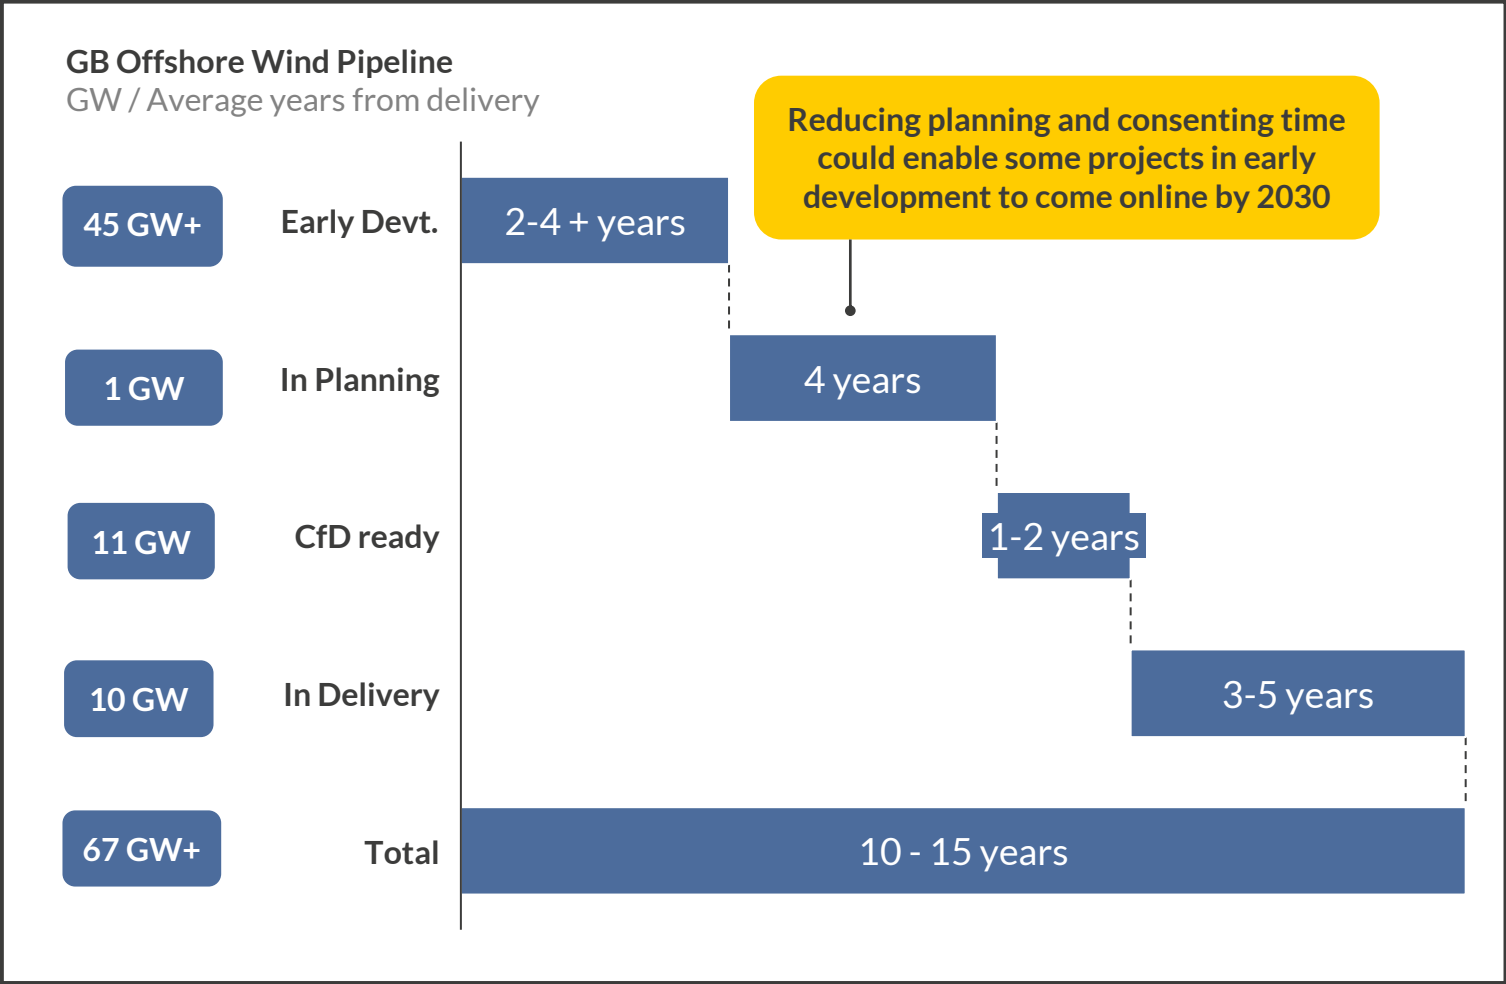 GB Offshore Wind Pipeline
GW / Average years from delivery
Reducing planning and consenting time
could enable some projects in early
development to come online by 2030
45 GW+ Early Devt. 2-4 + years
1 GW In Planning 4 years
11 GW CfD ready 1-2 years
10 GW In Delivery 3-5 years
67 GW+ Total 10 - 15 years